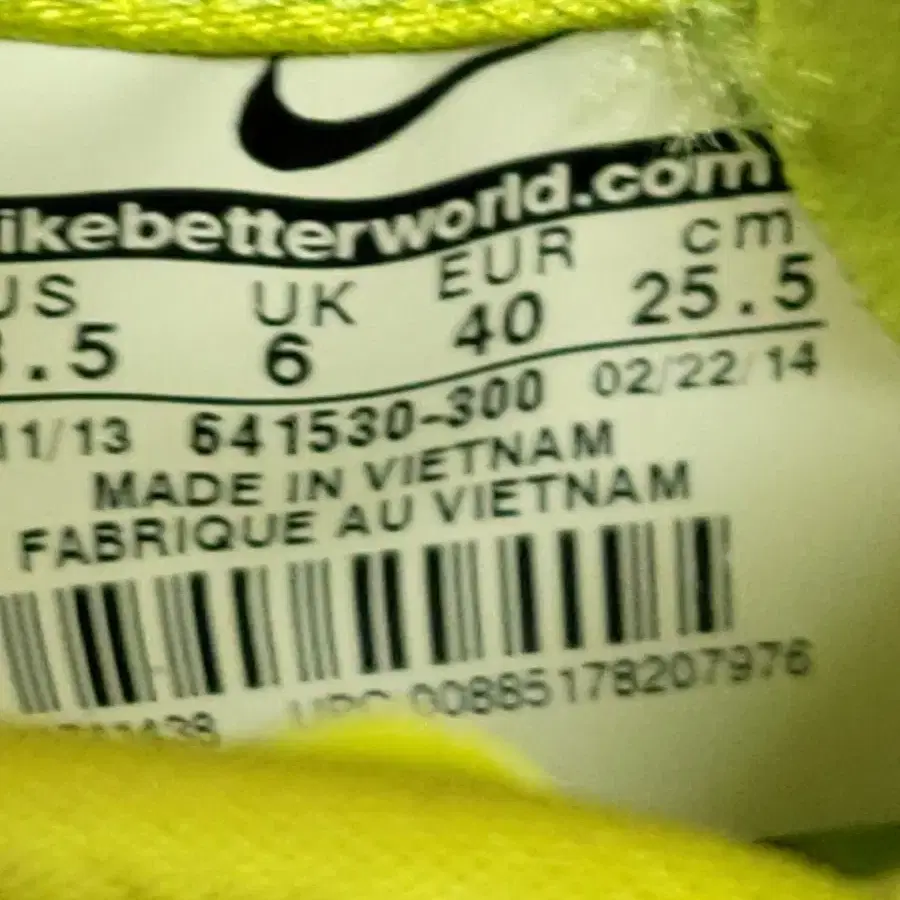 ikebetterworld.com
US UK EUR cm
.5 6 40 25.5
11/13 641530-300 02/22/14
MADE IN VIETNAM
FABRIQUE AU VIETNAM
UPC 00885178207976